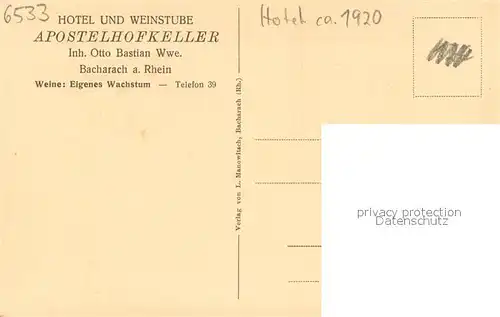 6533
HOTEL UND WEINSTUBE
APOSTELHOFKELLER
Inh. Otto Bastian Wwe.
Bacharach a. Rhein
Weine: Eigenes Wachstum — Telefon 39
Verlag von L. Manowitsch, Bacharach (Rh.)
Hotel ca. 1920
privacy protection
Datenschutz